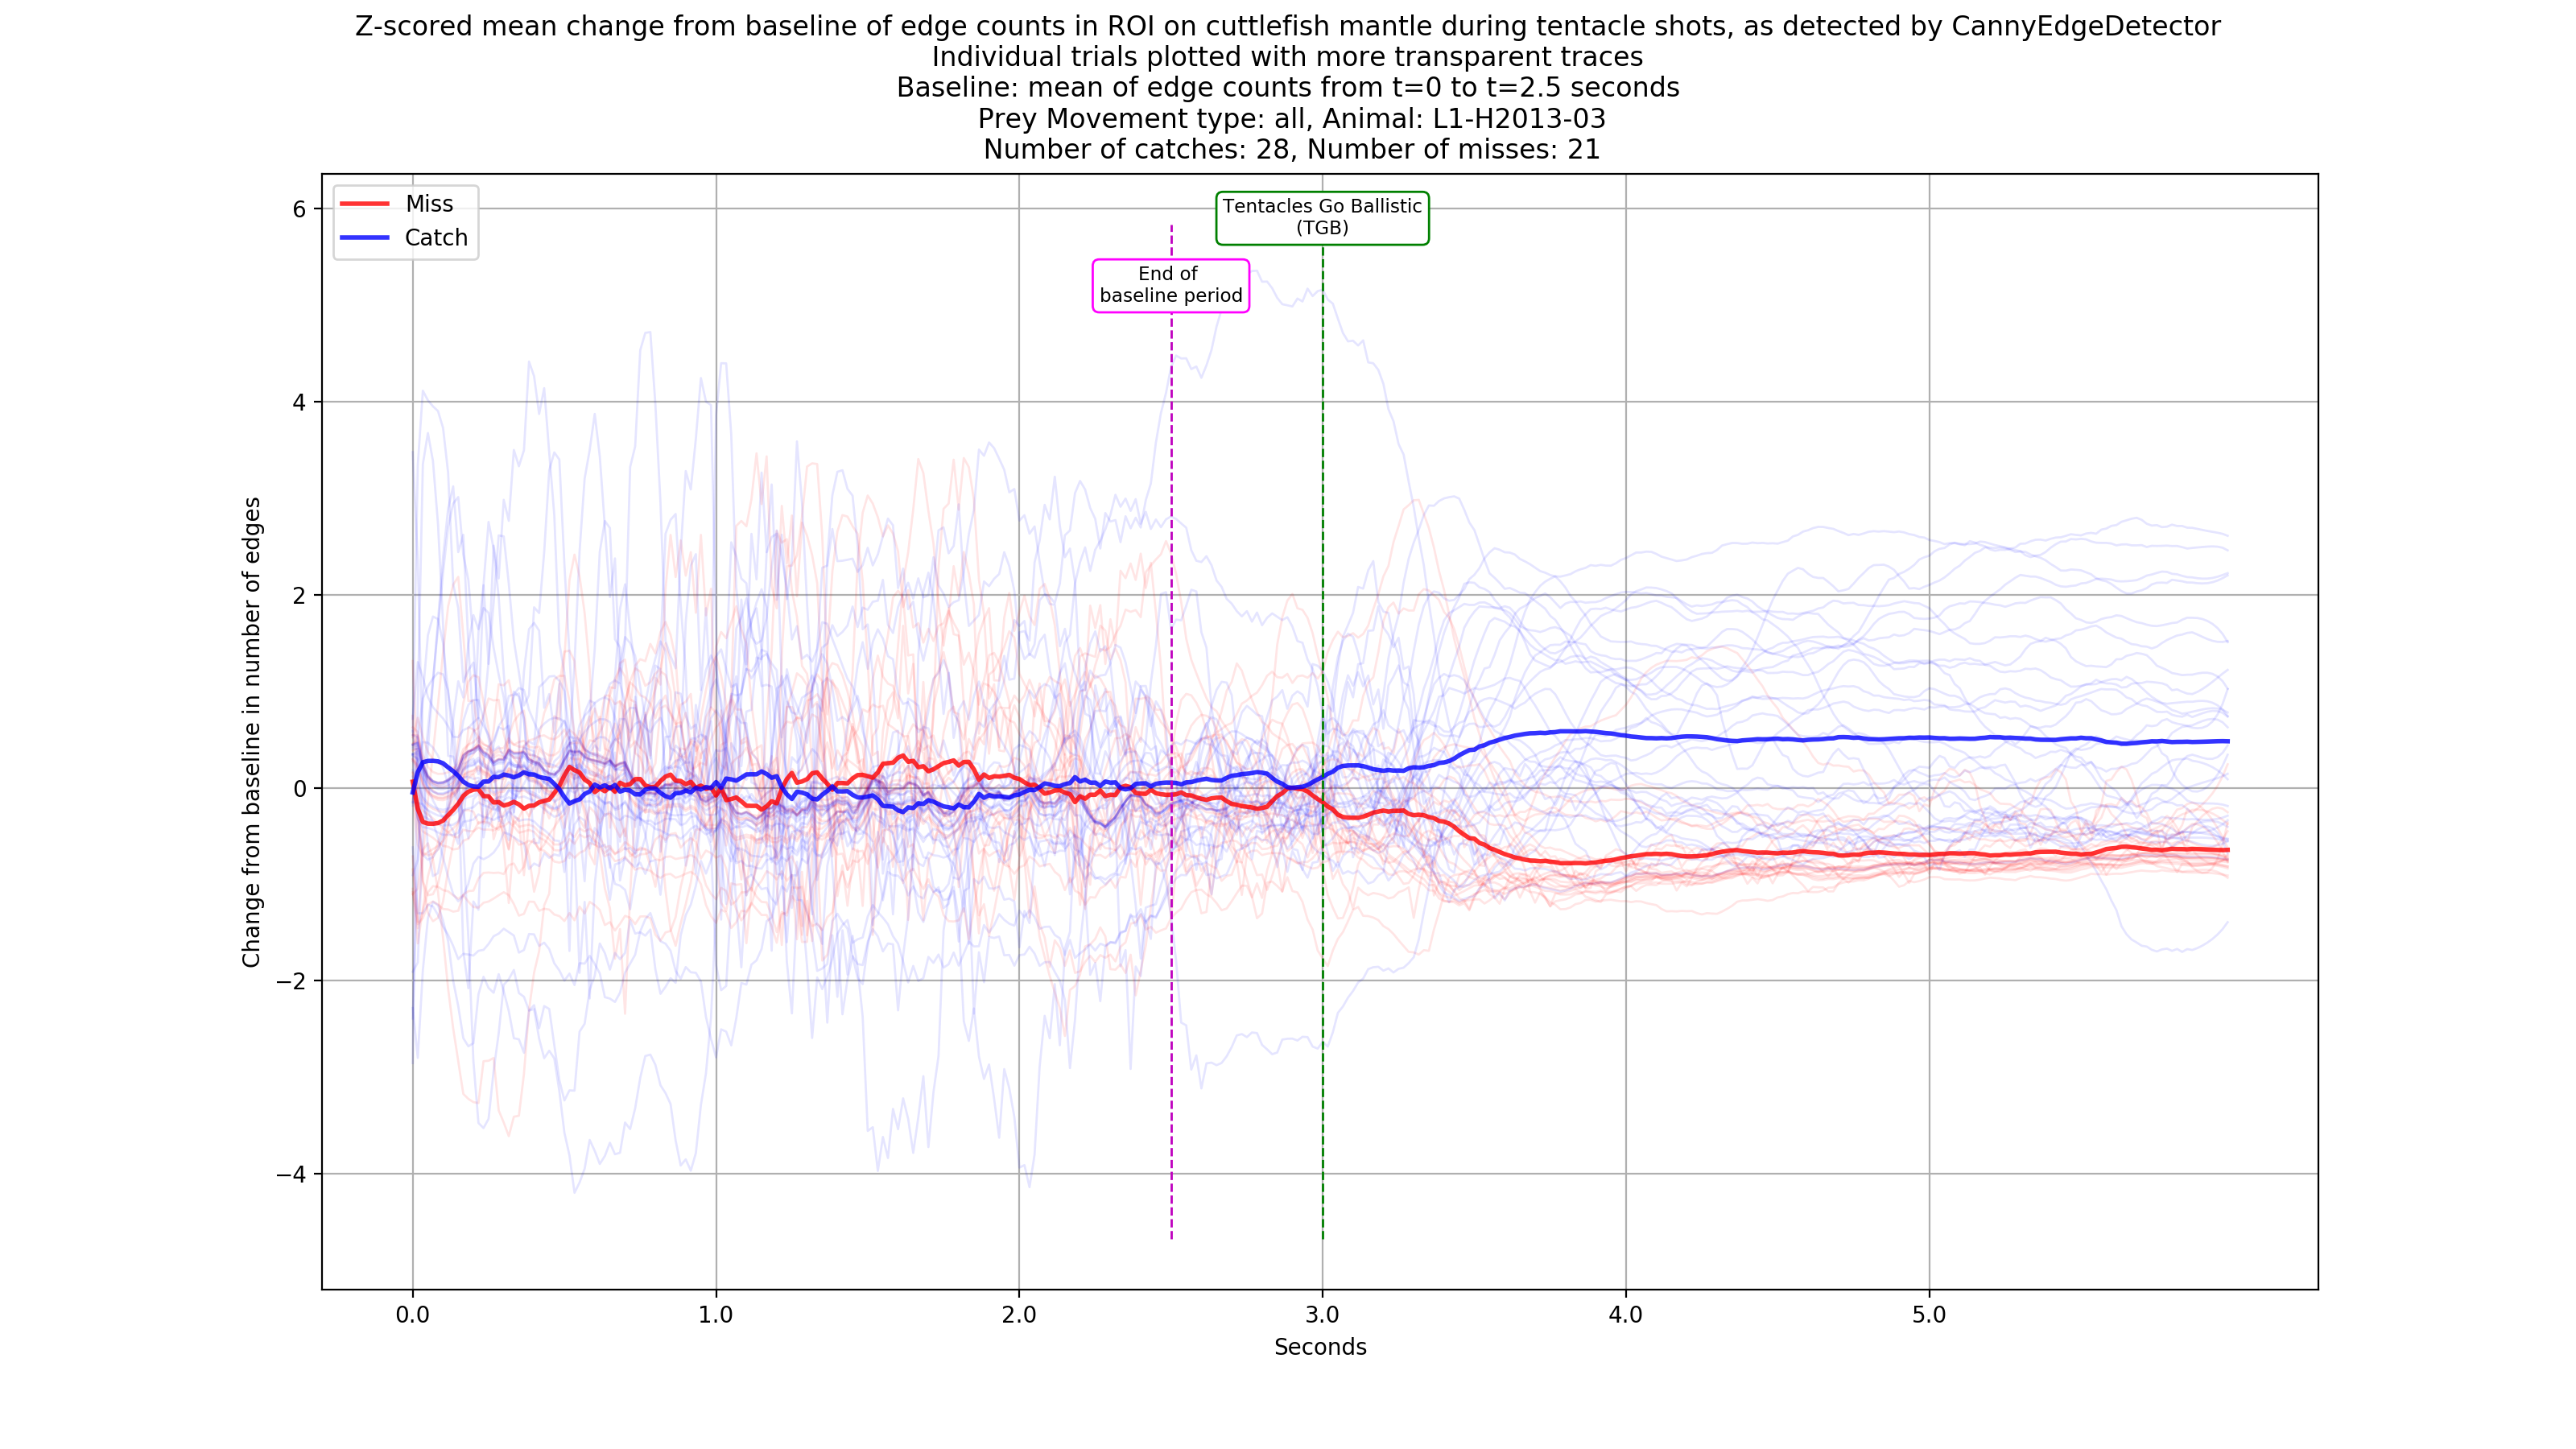 Z-scored mean change from baseline of edge counts in ROI on cuttlefish mantle during tentacle shots, as detected by CannyEdgeDetector
Individual trials plotted with more transparent traces
Baseline: mean of edge counts from t=0 to t=2.5 seconds
Prey Movement type: all, Animal: L1-H2013-03
Number of catches: 28, Number of misses: 21
Miss
Catch
Tentacles Go Ballistic
(TGB)
End of
baseline period
Change from baseline in number of edges
6
4
2
0
−2
−4
0.0
1.0
2.0
3.0
4.0
5.0
Seconds